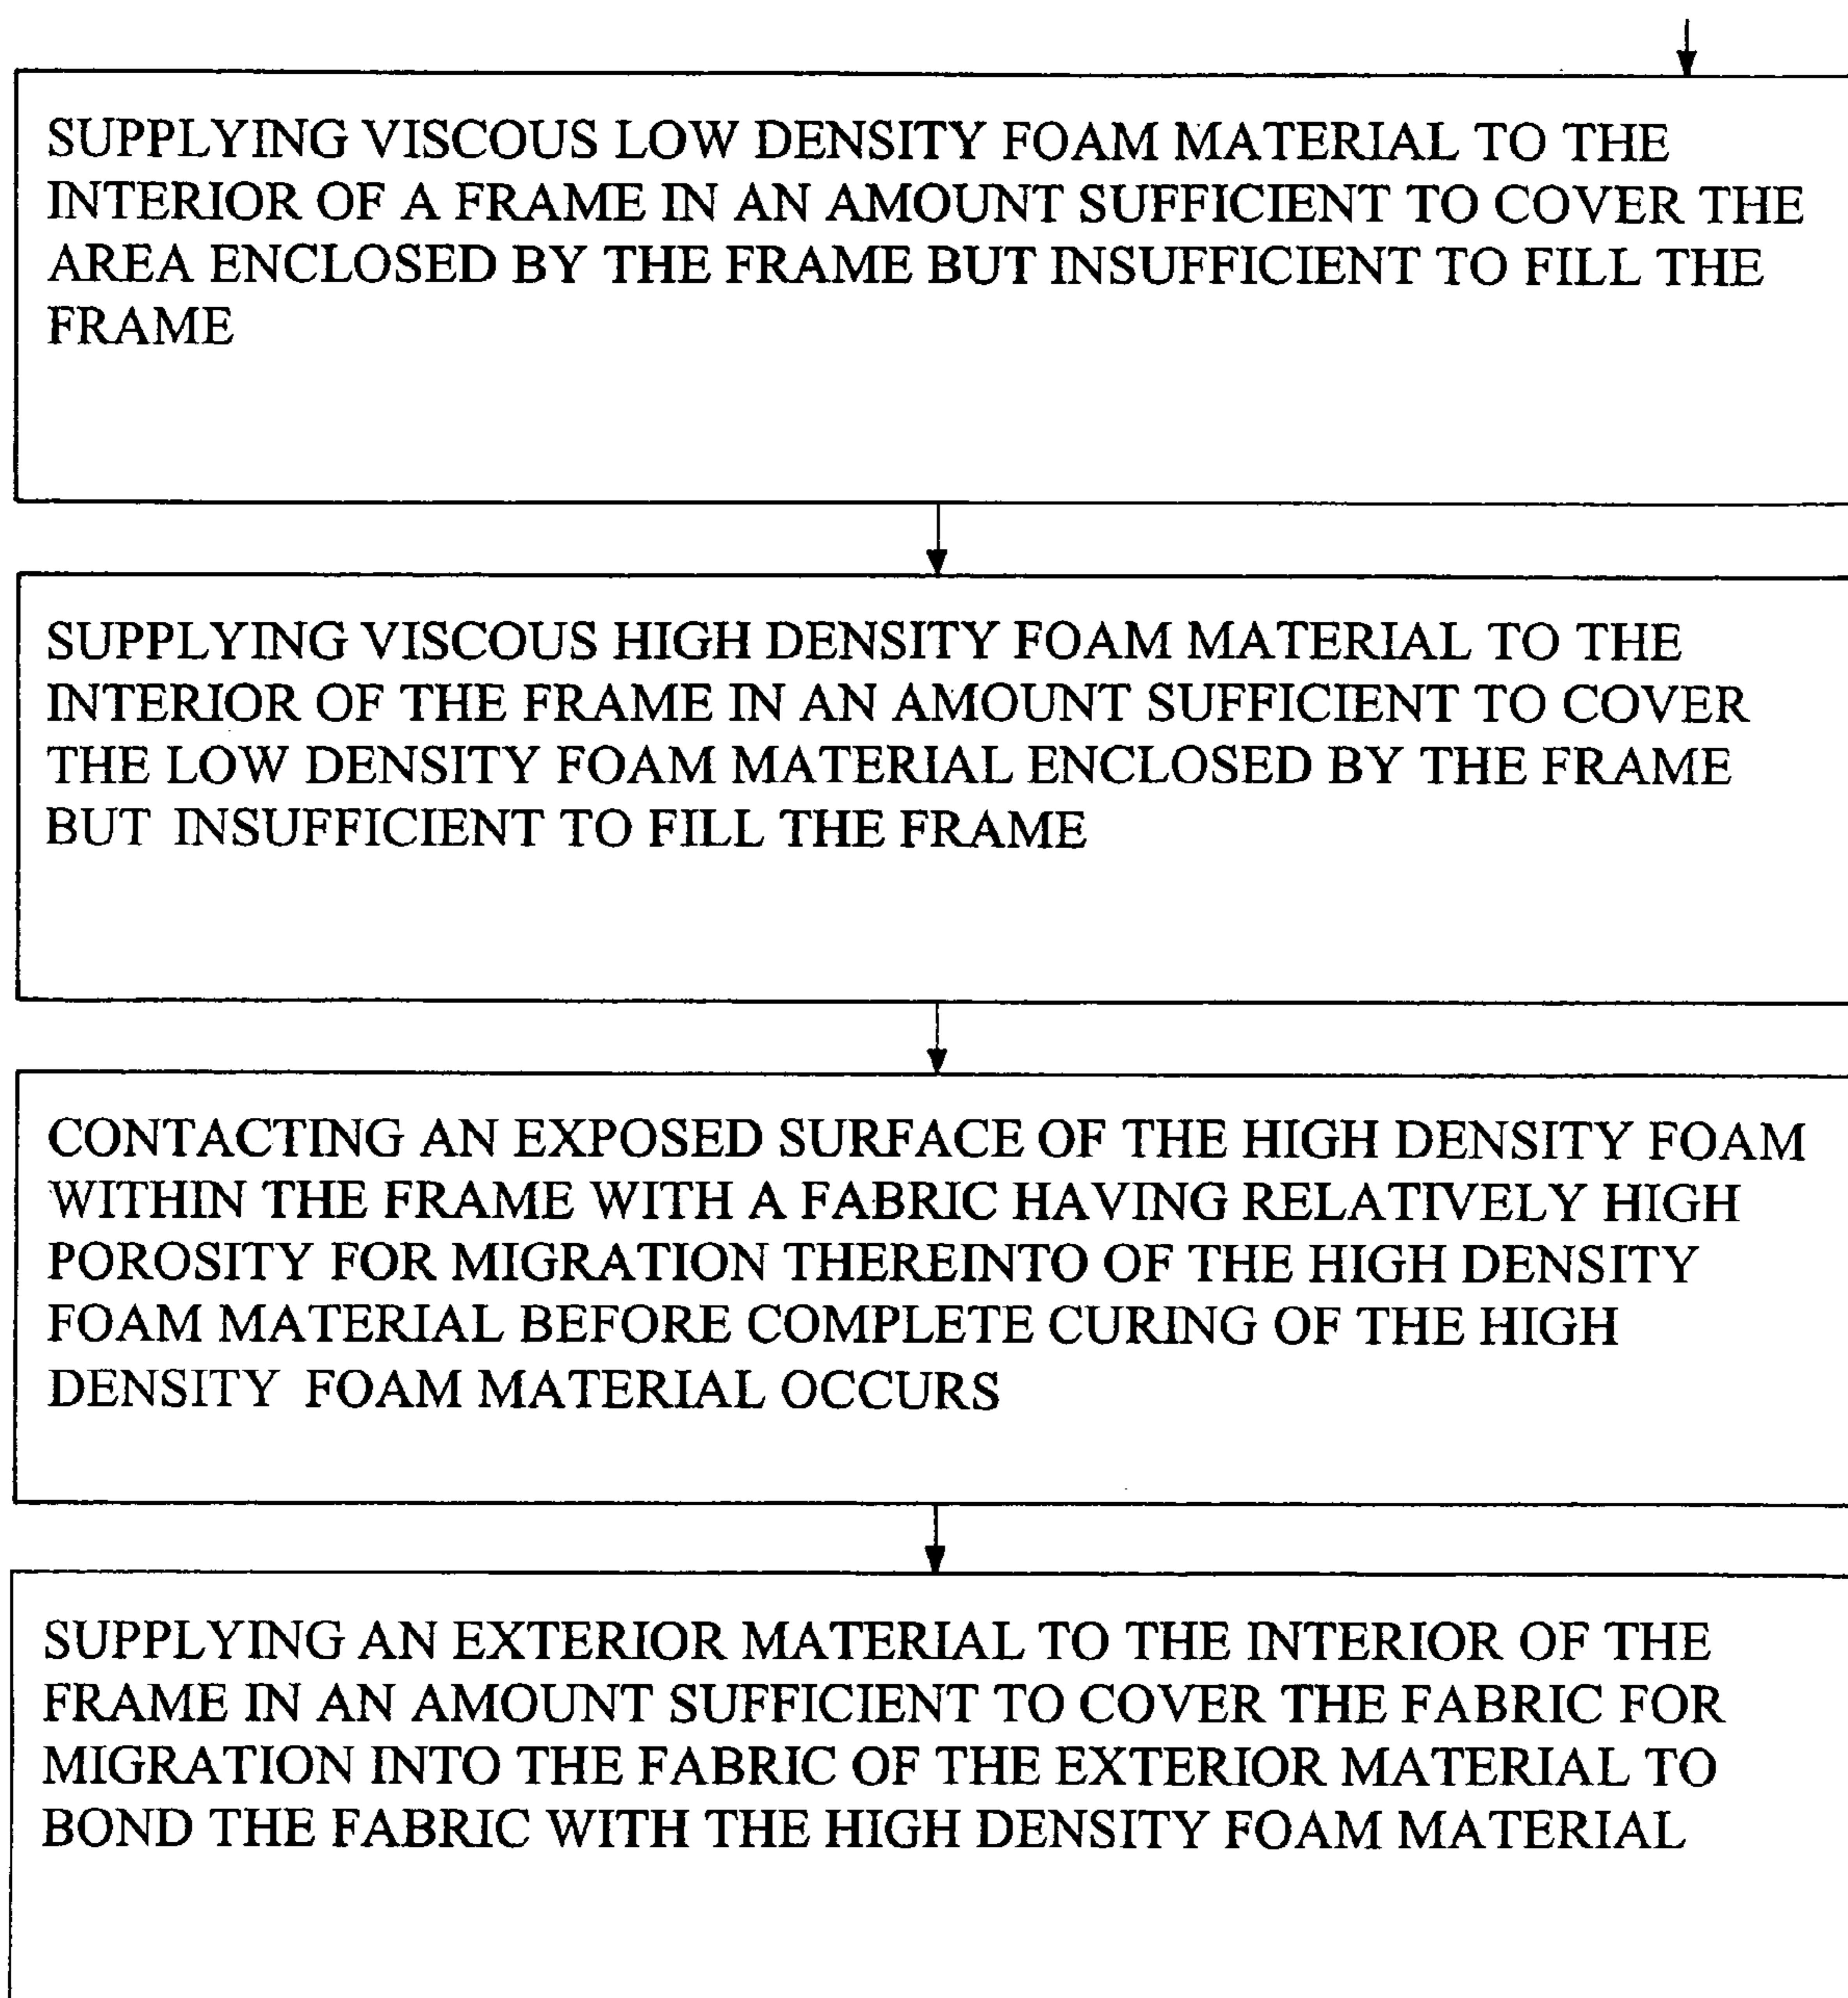 SUPPLYING VISCOUS LOW DENSITY FOAM MATERIAL TO THE
INTERIOR OF A FRAME IN AN AMOUNT SUFFICIENT TO COVER THE
AREA ENCLOSED BY THE FRAME BUT INSUFFICIENT TO FILL THE
FRAME
SUPPLYING VISCOUS HIGH DENSITY FOAM MATERIAL TO THE
INTERIOR OF THE FRAME IN AN AMOUNT SUFFICIENT TO COVER
THE LOW DENSITY FOAM MATERIAL ENCLOSED BY THE FRAME
BUT INSUFFICIENT TO FILL THE FRAME
CONTACTING AN EXPOSED SURFACE OF THE HIGH DENSITY FOAM
WITHIN THE FRAME WITH A FABRIC HAVING RELATIVELY HIGH
POROSITY FOR MIGRATION THEREINTO OF THE HIGH DENSITY
FOAM MATERIAL BEFORE COMPLETE CURING OF THE HIGH
DENSITY FOAM MATERIAL OCCURS
SUPPLYING AN EXTERIOR MATERIAL TO THE INTERIOR OF THE
FRAME IN AN AMOUNT SUFFICIENT TO COVER THE FABRIC FOR
MIGRATION INTO THE FABRIC OF THE EXTERIOR MATERIAL TO
BOND THE FABRIC WITH THE HIGH DENSITY FOAM MATERIAL